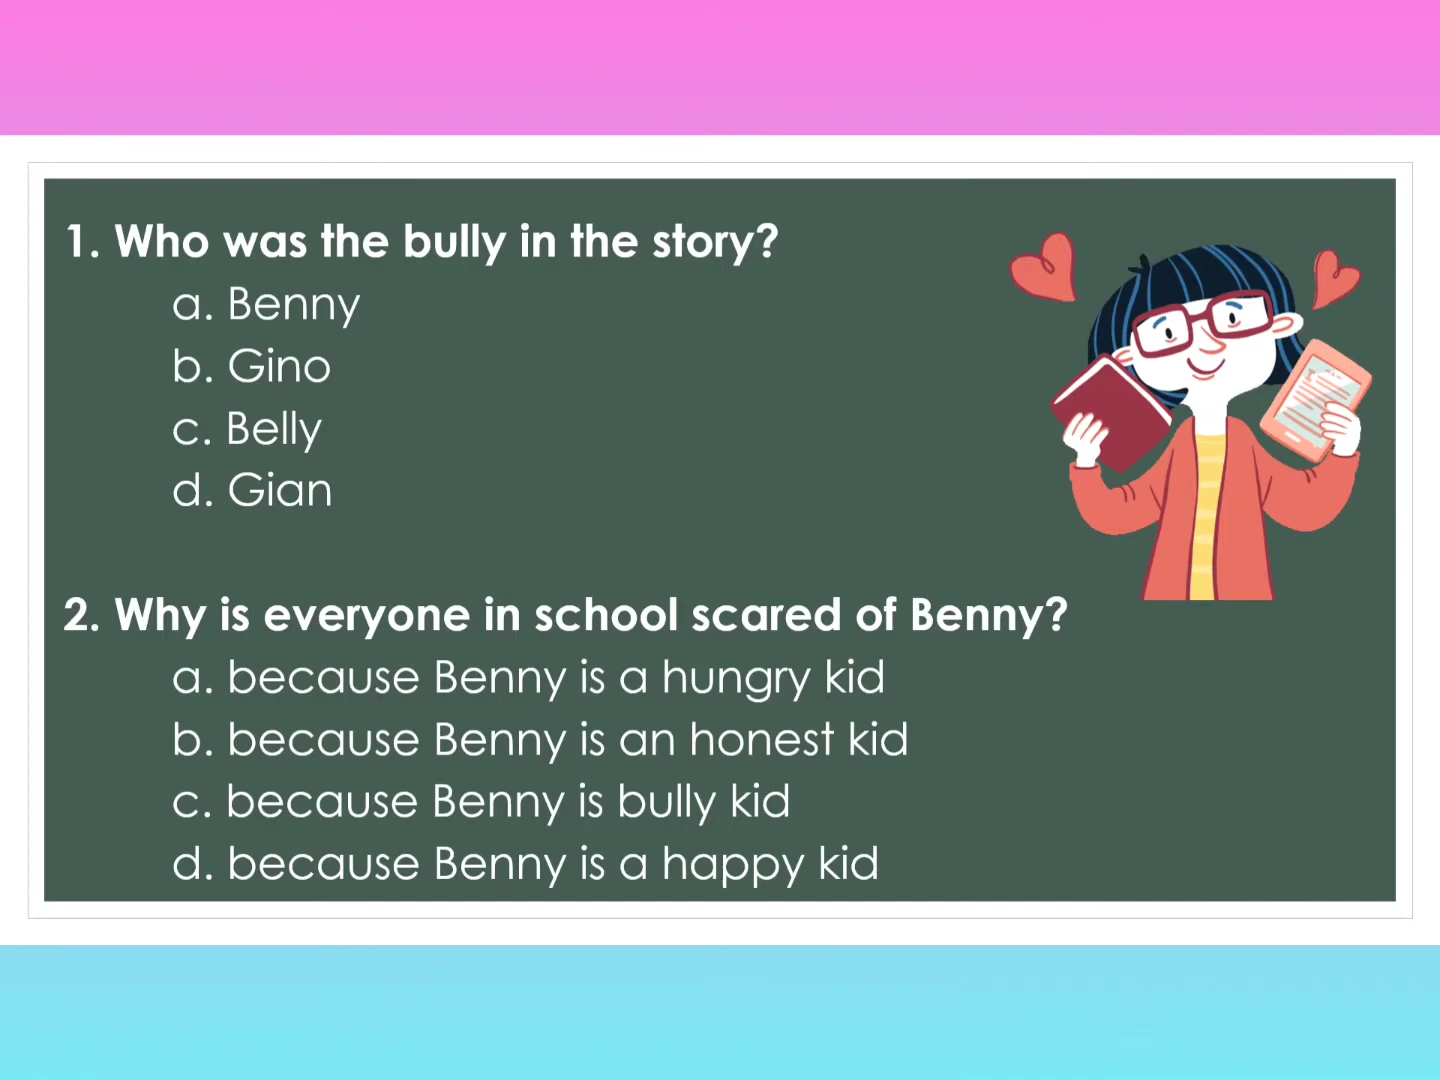 1. Who was the bully in the story?
a. Benny
b. Gino
c. Belly
d. Gian
2. Why is everyone in school scared of Benny?
a. because Benny is a hungry kid
b. because Benny is an honest kid
c. because Benny is bully kid
d. because Benny is a happy kid